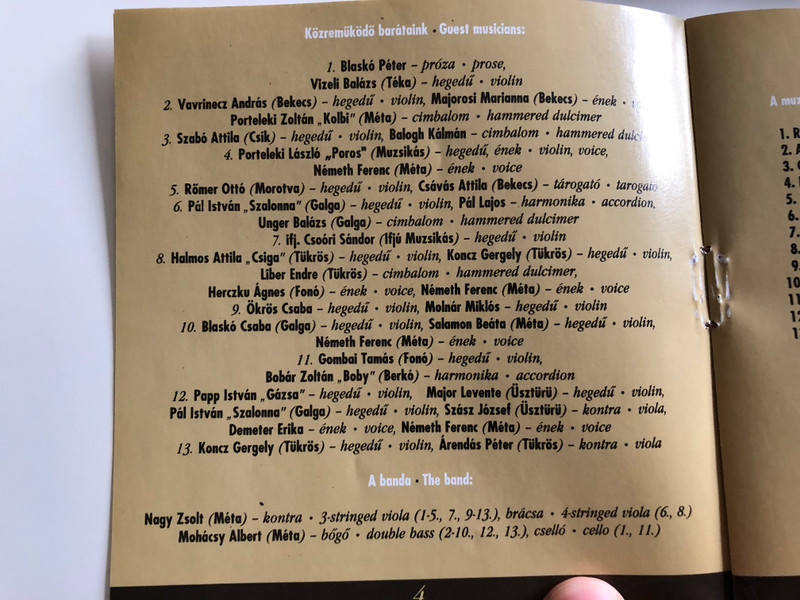 Közreműködő barátaink • Guest musicians:
1. Blaskó Péter – próza • prose,
Vizeli Balázs (Téka) – hegedű • violin
2. Vavrinecz András (Bekecs) – hegedű • violin, Majorosi Marianna (Bekecs) – ének •
Porteleki Zoltán „Kolbi" (Méta) – cimbalom • hammered dulcimer
3. Szabó Attila (Csík) – hegedű • violin, Balogh Kálmán – cimbalom • hammered
4. Porteleki László „Poros" (Muzsikás) – hegedű, ének • violin, voice,
Németh Ferenc (Méta) – ének • voice
5. Römer Ottó (Morotva) – hegedű • violin, Csávás Attila (Bekecs) – tárogató • tarogato
6. Pál István „Szalonna" (Galga) – hegedű • violin, Pál Lajos – harmonika • accordion,
Unger Balázs (Galga) – cimbalom • hammered dulcimer
7. ifj. Csoóri Sándor (Ifjú Muzsikás) – hegedű • violin
8. Halmos Attila „Csiga" (Tükrös) – hegedű • violin, Koncz Gergely (Tükrös) – hegedű • violin,
Liber Endre (Tükrös) – cimbalom • hammered dulcimer,
Herczku Ágnes (Fonó) – ének • voice, Németh Ferenc (Méta) – ének • voice
9. Ökrös Csaba – hegedű • violin, Molnár Miklós – hegedű • violin
10. Blaskó Csaba (Galga) – hegedű • violin, Salamon Beáta (Méta) – hegedű • violin,
Németh Ferenc (Méta) – ének • voice
11. Gombai Tamás (Fonó) – hegedű • violin,
Bobár Zoltán „Boby" (Berkó) – harmonika • accordion
12. Papp István „Gázsa" – hegedű • violin, Major Levente (Üsztürü) – hegedű • violin,
Pál István „Szalonna" (Galga) – hegedű • violin, Szász József (Üsztürü) – kontra • viola,
Demeter Erika – ének • voice, Németh Ferenc (Méta) – ének • voice
13. Koncz Gergely (Tükrös) – hegedű • violin, Árendás Péter (Tükrös) – kontra • viola
A banda • The band:
Nagy Zsolt (Méta) – kontra • 3-stringed viola (1-5., 7., 9-13.), brácsa • 4-stringed viola (6., 8.)
Mohácsy Albert (Méta) – bőgő • double bass (2-10., 12., 13.), cselló • cello (1., 11.)
4
A
1.
2.
3.
4.
5.
6.
7.
8.
9.
10
11
12